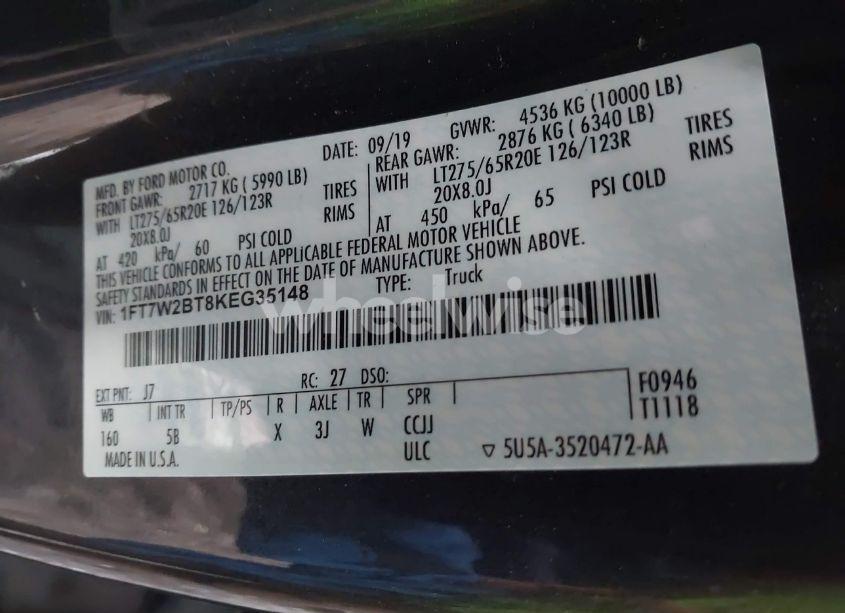 MFD. BY FORD MOTOR CO. DATE: 09/19 GVWR: 4536 KG (10000 LB)
FRONT GAWR: 2717 KG ( 5990 LB) REAR GAWR: 2876 KG ( 6340 LB)
WITH LT275/65R20E 126/123R TIRES WITH LT275/65R20E 126/123R TIRES
20X8.0J RIMS 20X8.0J RIMS
AT 420 kPa/ 60 PSI COLD AT 450 kPa/ 65 PSI COLD
THIS VEHICLE CONFORMS TO ALL APPLICABLE FEDERAL MOTOR VEHICLE
SAFETY STANDARDS IN EFFECT ON THE DATE OF MANUFACTURE SHOWN ABOVE.
VIN: 1FT7W2BT8KEG35148 TYPE: Truck
wheelwise
EXT PNT: J7 RC: 27 DSO: F0946
WB INT TR TP/PS R AXLE TR SPR T1118
160 5B X 3J W CCJJ
MADE IN U.S.A. ULC 5U5A-3520472-AA